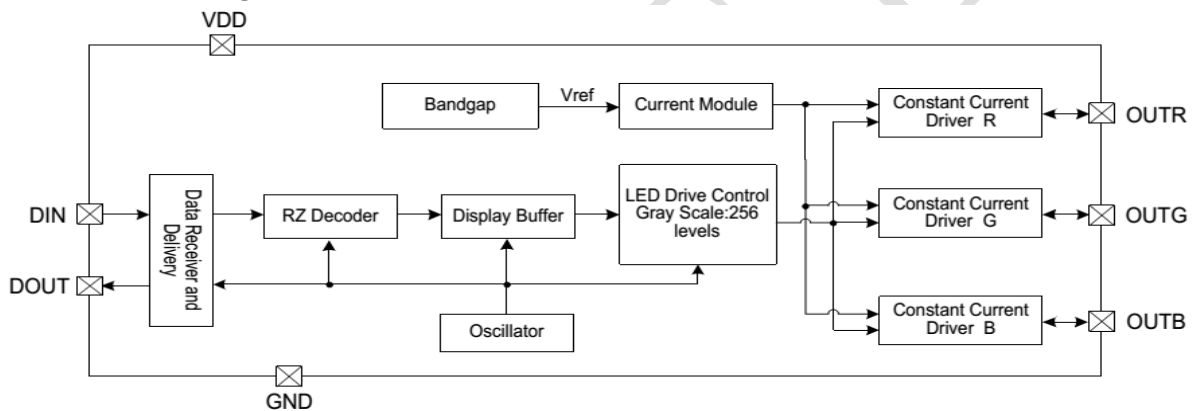 VDD
Bandgap
Vref
Current Module
Constant Current
Driver R
OUTR
DIN
Data Receiver and
Delivery
RZ Decoder
Display Buffer
LED Drive Control
Gray Scale:256
levels
Constant Current
Driver G
OUTG
DOUT
Oscillator
Constant Current
Driver B
OUTB
GND